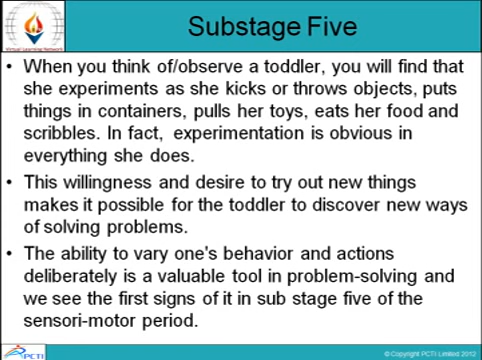 Substage Five
Virtual Learning Network
• When you think of/observe a toddler, you will find that
she experiments as she kicks or throws objects, puts
things in containers, pulls her toys, eats her food and
scribbles. In fact, experimentation is obvious in
everything she does.
• This willingness and desire to try out new things
makes it possible for the toddler to discover new ways
of solving problems.
• The ability to vary one's behavior and actions
deliberately is a valuable tool in problem-solving and
we see the first signs of it in sub stage five of the
sensori-motor period.
PCTI
© Copyright PCTI Limited 2012